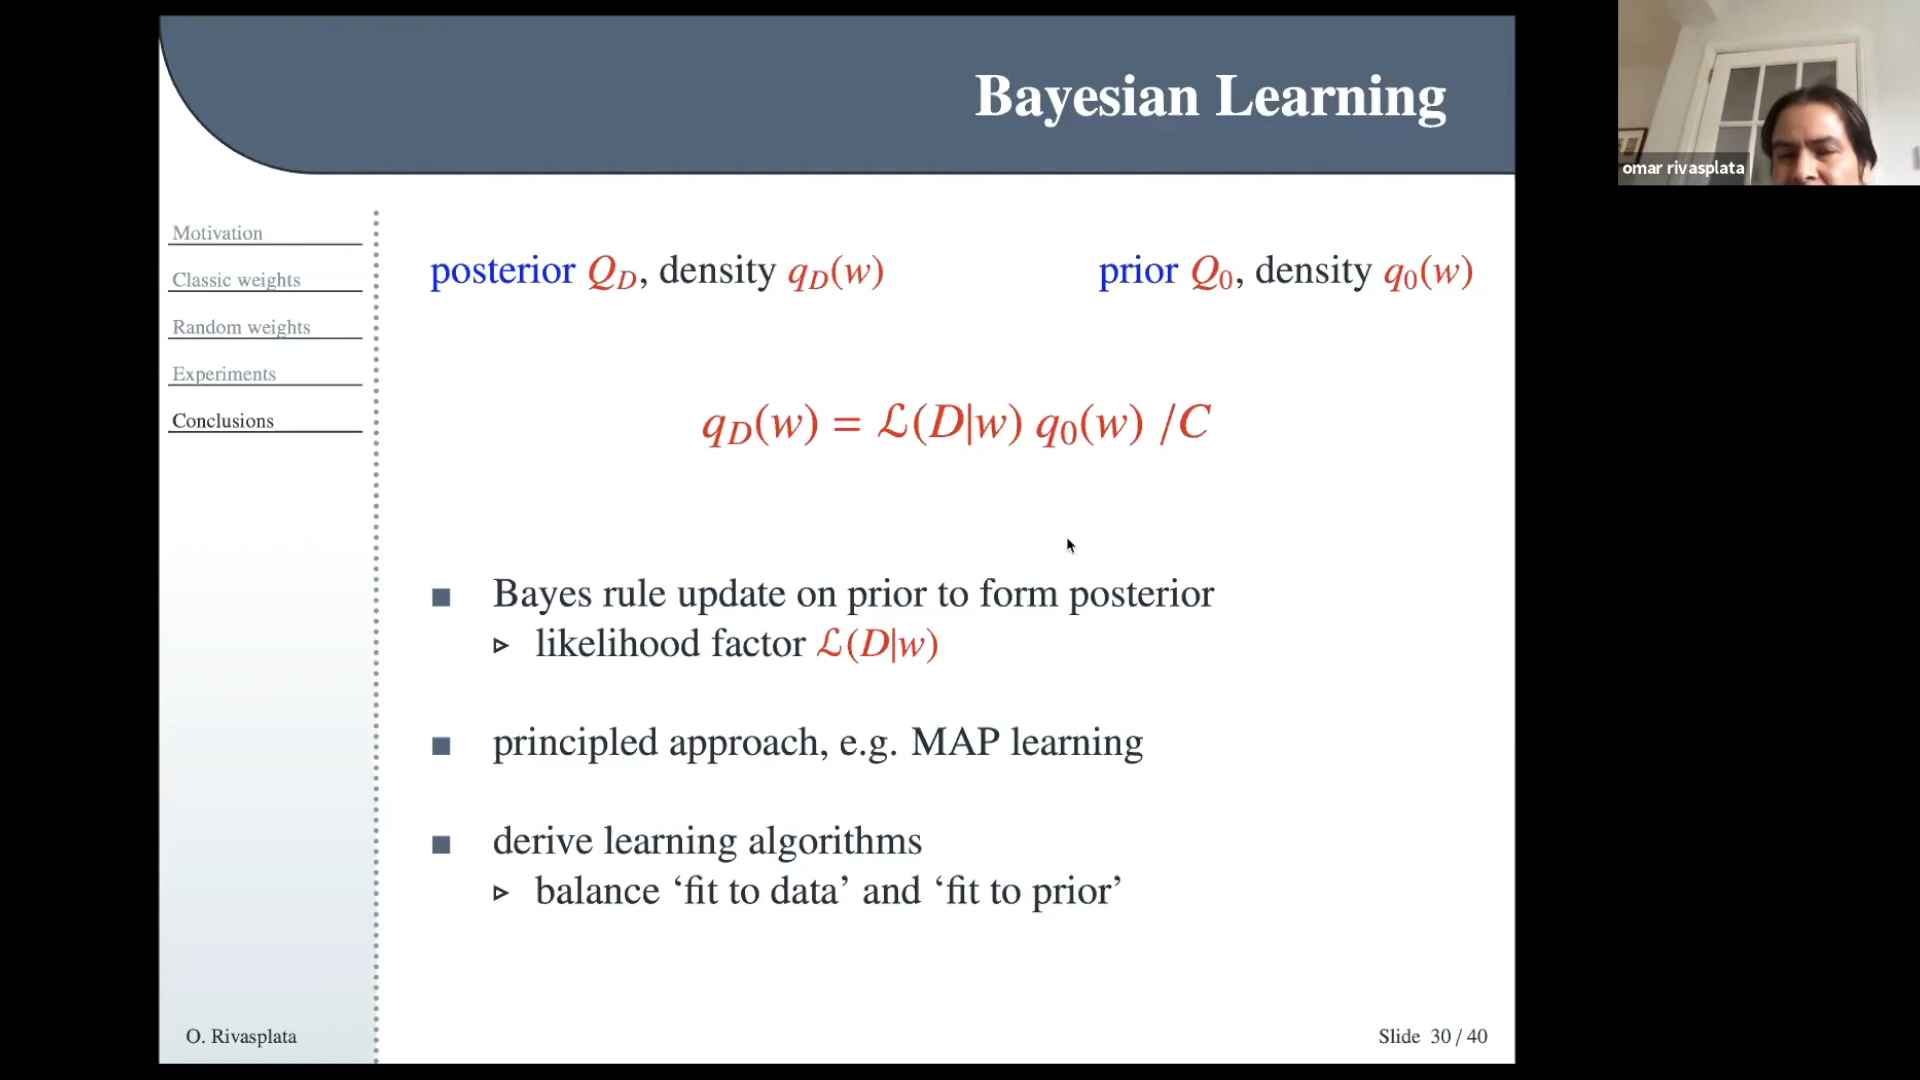 Bayesian Learning
omar rivasplata
Motivation
Classic weights
Random weights
Experiments
Conclusions
posterior Q_D, density q_D(w)
prior Q_0, density q_0(w)
q_D(w) = ℒ(D|w) q_0(w) /C
Bayes rule update on prior to form posterior
▹ likelihood factor ℒ(D|w)
principled approach, e.g. MAP learning
derive learning algorithms
▹ balance ‘fit to data’ and ‘fit to prior’
O. Rivasplata
Slide 30 / 40